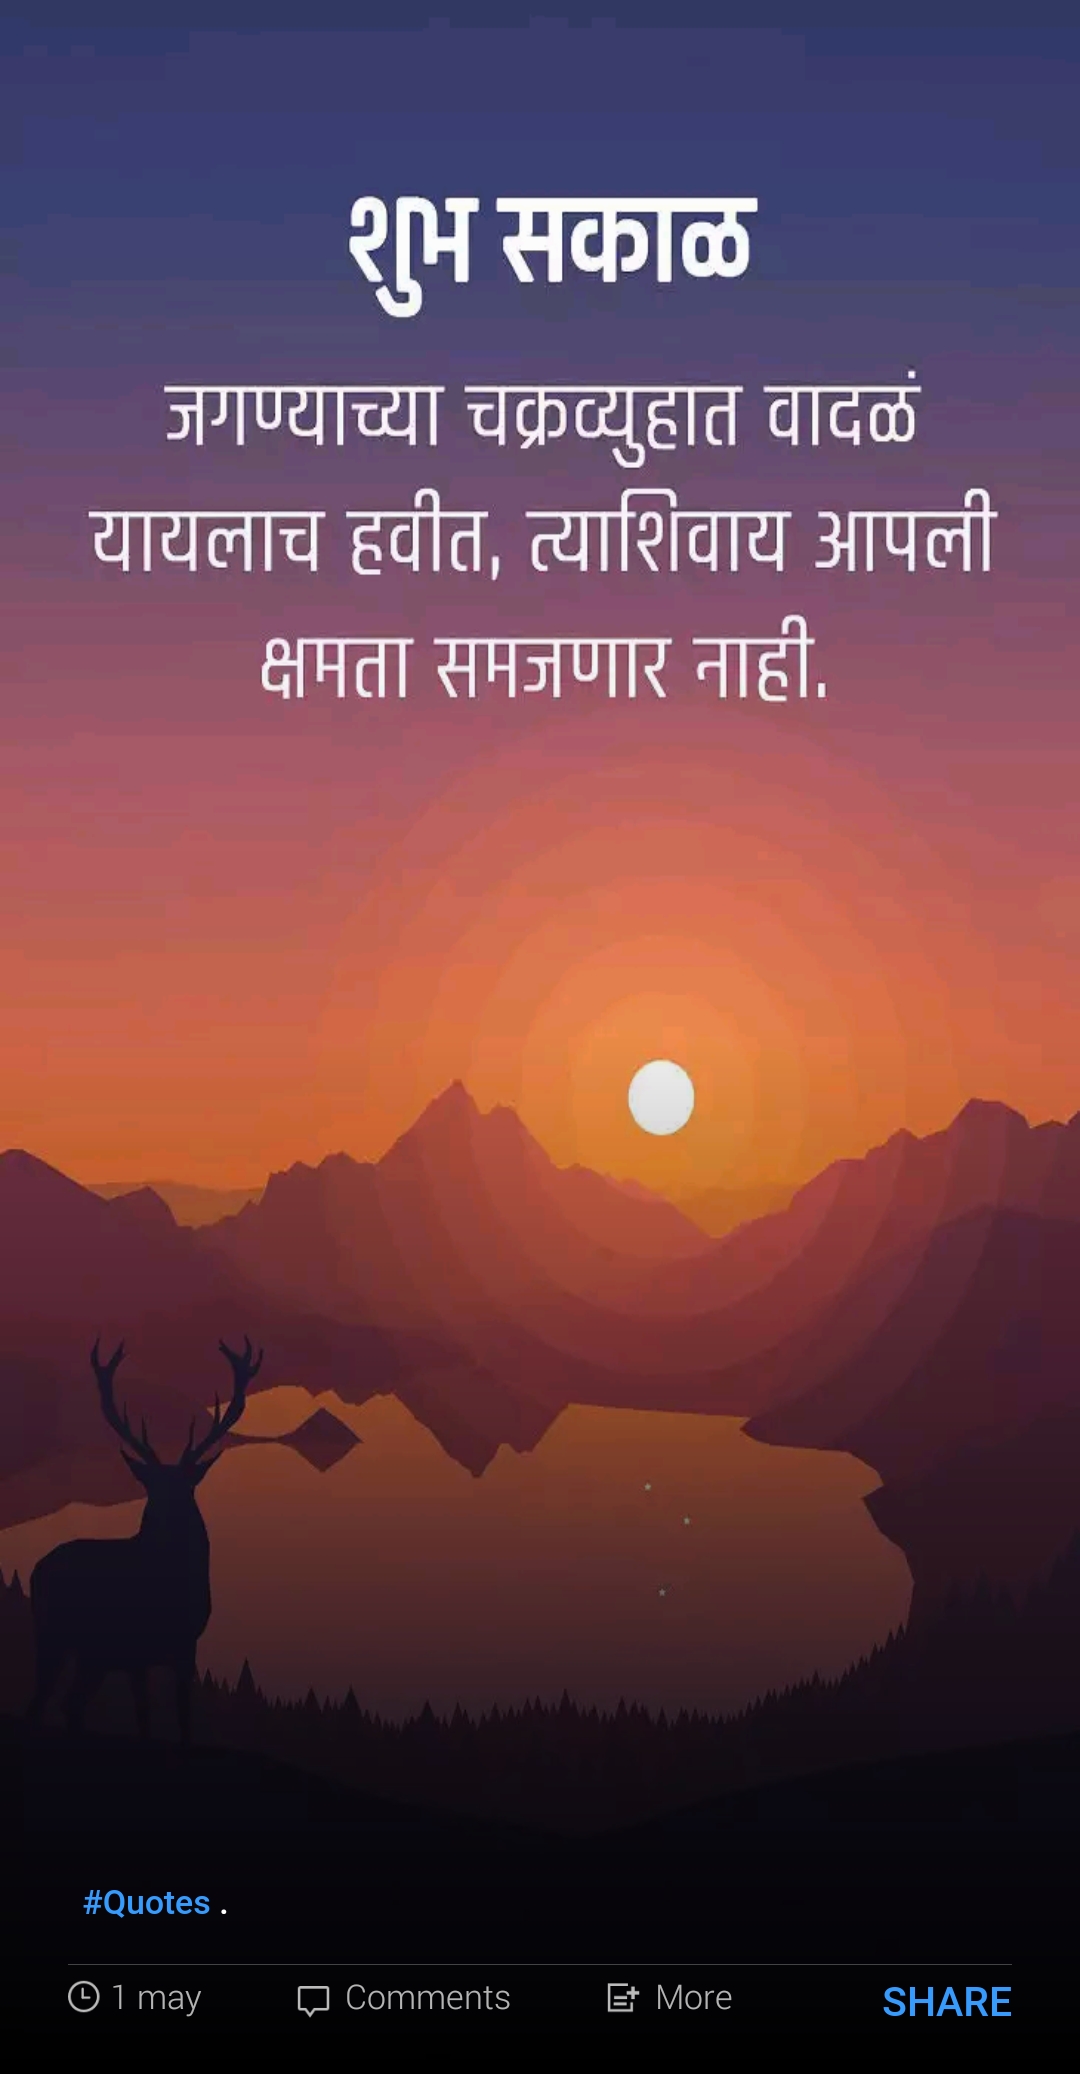 शुभ सकाळ
जगण्याच्या चक्रव्युहात वादळं
यायलाच हवीत, त्याशिवाय आपली
क्षमता समजणार नाही.
#Quotes .
1 may
Comments
More
SHARE